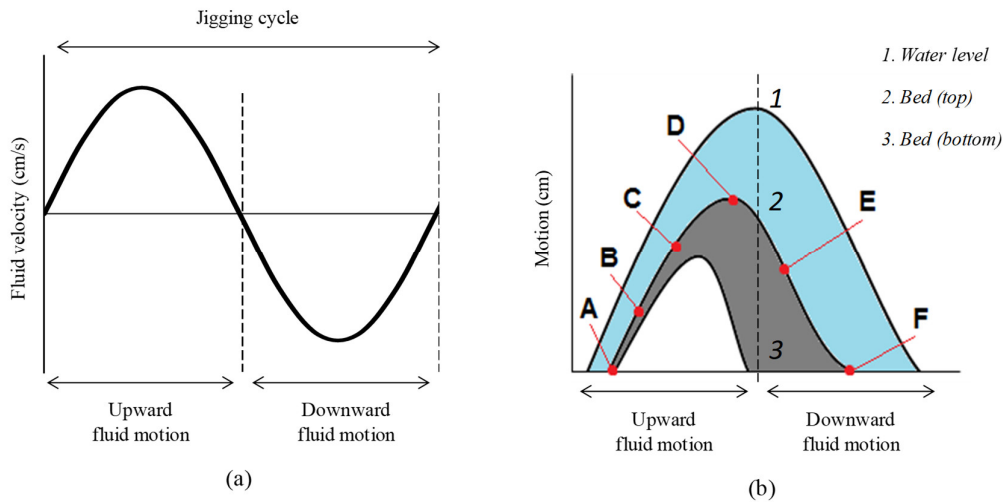 Jigging cycle
Fluid velocity (cm/s)
Upward
fluid motion
Downward
fluid motion
(a)
1. Water level
2. Bed (top)
3. Bed (bottom)
Motion (cm)
A
B
C
D
E
F
1
2
3
Upward
fluid motion
Downward
fluid motion
(b)